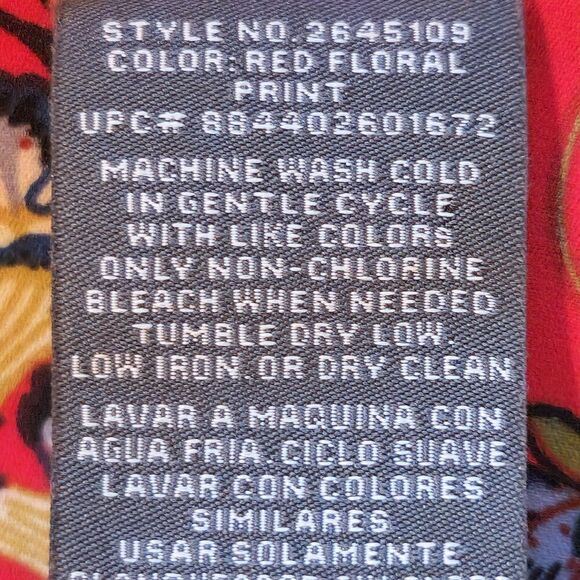 STYLE NO. 2645109
COLOR: RED FLORAL
PRINT
UPC# 884402601672
MACHINE WASH COLD
IN GENTLE CYCLE
WITH LIKE COLORS
ONLY NON-CHLORINE
BLEACH WHEN NEEDED
TUMBLE DRY LOW.
LOW IRON. OR DRY CLEAN
LAVAR A MAQUINA CON
AGUA FRIA. CICLO SUAVE
LAVAR CON COLORES
SIMILARES
USAR SOLAMENTE